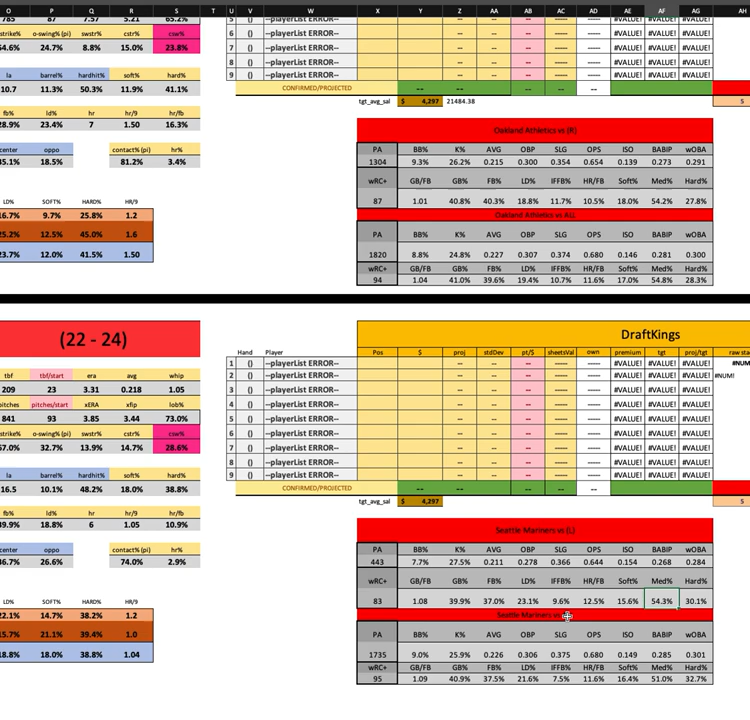 O P Q R S T U V W X Y Z AA AB AC AD AE AF AG AH
785 87 7.57 5.21 65.2% 5 () --playerList ERROR-- -- -- ----- ----- #VALUE! #VALUE! #VALUE!
strike% o-swing% (pi) swstr% cstr% csw% 6 () --playerList ERROR-- -- -- ----- ----- #VALUE! #VALUE! #VALUE!
54.6% 24.7% 8.8% 15.0% 23.8% 7 () --playerList ERROR-- -- -- ----- ----- #VALUE! #VALUE! #VALUE!
8 () --playerList ERROR-- -- -- ----- ----- #VALUE! #VALUE! #VALUE!
la barrel% hardhit% soft% hard% 9 () --playerList ERROR-- -- -- ----- ----- #VALUE! #VALUE! #VALUE!
10.7 11.3% 50.3% 11.9% 41.1% CONFIRMED/PROJECTED -- -- --
tgt_avg_sal $ 4,297 21484.38 5
fb% ld% hr hr/9 hr/fb
28.9% 23.4% 7 1.50 16.3%
Oakland Athletics vs (R)
center oppo contact% (pi) hr% PA BB% K% AVG OBP SLG OPS ISO BABIP wOBA
35.1% 18.5% 81.2% 3.4% 1304 9.3% 26.2% 0.215 0.300 0.354 0.654 0.139 0.273 0.291
wRC+ GB/FB GB% FB% LD% IFFB% HR/FB Soft% Med% Hard%
LD% SOFT% HARD% HR/9 87 1.01 40.8% 40.3% 18.8% 11.7% 10.5% 18.0% 54.2% 27.8%
16.7% 9.7% 25.8% 1.2 Oakland Athletics vs ALL
25.2% 12.5% 45.0% 1.6 PA BB% K% AVG OBP SLG OPS ISO BABIP wOBA
23.7% 12.0% 41.5% 1.50 1820 8.8% 24.8% 0.227 0.307 0.374 0.680 0.146 0.281 0.300
wRC+ GB/FB GB% FB% LD% IFFB% HR/FB Soft% Med% Hard%
94 1.04 41.0% 39.6% 19.4% 10.7% 11.6% 17.0% 54.8% 28.3%
(22 - 24) DraftKings
Hand Player Pos $ proj stdDev pt/$ sheetsVal own premium tgt proj/tgt
tbf tbf/start era avg whip 1 () --playerList ERROR-- -- -- ----- ----- #VALUE! #VALUE! #VALUE! #NUM
209 23 3.31 0.218 1.05 2 () --playerList ERROR-- -- -- ----- ----- #VALUE! #VALUE! #VALUE! #NUM!
pitches pitches/start xERA xfip lob% 3 () --playerList ERROR-- -- -- ----- ----- #VALUE! #VALUE! #VALUE!
841 93 3.85 3.44 73.0% 4 () --playerList ERROR-- -- -- ----- ----- #VALUE! #VALUE! #VALUE!
strike% o-swing% (pi) swstr% cstr% csw% 5 () --playerList ERROR-- -- -- ----- ----- #VALUE! #VALUE! #VALUE!
67.0% 32.7% 13.9% 14.7% 28.6% 6 () --playerList ERROR-- -- -- ----- ----- #VALUE! #VALUE! #VALUE!
7 () --playerList ERROR-- -- -- ----- ----- #VALUE! #VALUE! #VALUE!
8 () --playerList ERROR-- -- -- ----- ----- #VALUE! #VALUE! #VALUE!
la barrel% hardhit% soft% hard% 9 () --playerList ERROR-- -- -- ----- ----- #VALUE! #VALUE! #VALUE!
16.5 10.1% 48.2% 18.0% 38.8% CONFIRMED/PROJECTED -- -- --
tgt_avg_sal $ 4,297 5
fb% ld% hr hr/9 hr/fb
39.9% 18.8% 6 1.05 10.9%
Seattle Mariners vs (L)
center oppo contact% (pi) hr% PA BB% K% AVG OBP SLG OPS ISO BABIP wOBA
36.7% 26.6% 74.0% 2.9% 443 7.7% 27.5% 0.211 0.278 0.366 0.644 0.154 0.268 0.284
wRC+ GB/FB GB% FB% LD% IFFB% HR/FB Soft% Med% Hard%
LD% SOFT% HARD% HR/9 83 1.08 39.9% 37.0% 23.1% 9.6% 12.5% 15.6% 54.3% 30.1%
22.1% 14.7% 38.2% 1.2 Seattle Mariners vs
15.7% 21.1% 39.4% 1.0 PA BB% K% AVG OBP SLG OPS ISO BABIP wOBA
18.8% 18.0% 38.8% 1.04 1735 9.0% 25.9% 0.226 0.306 0.375 0.680 0.149 0.285 0.301
wRC+ GB/FB GB% FB% LD% IFFB% HR/FB Soft% Med% Hard%
95 1.09 40.9% 37.5% 21.6% 7.5% 11.6% 16.4% 51.0% 32.7%